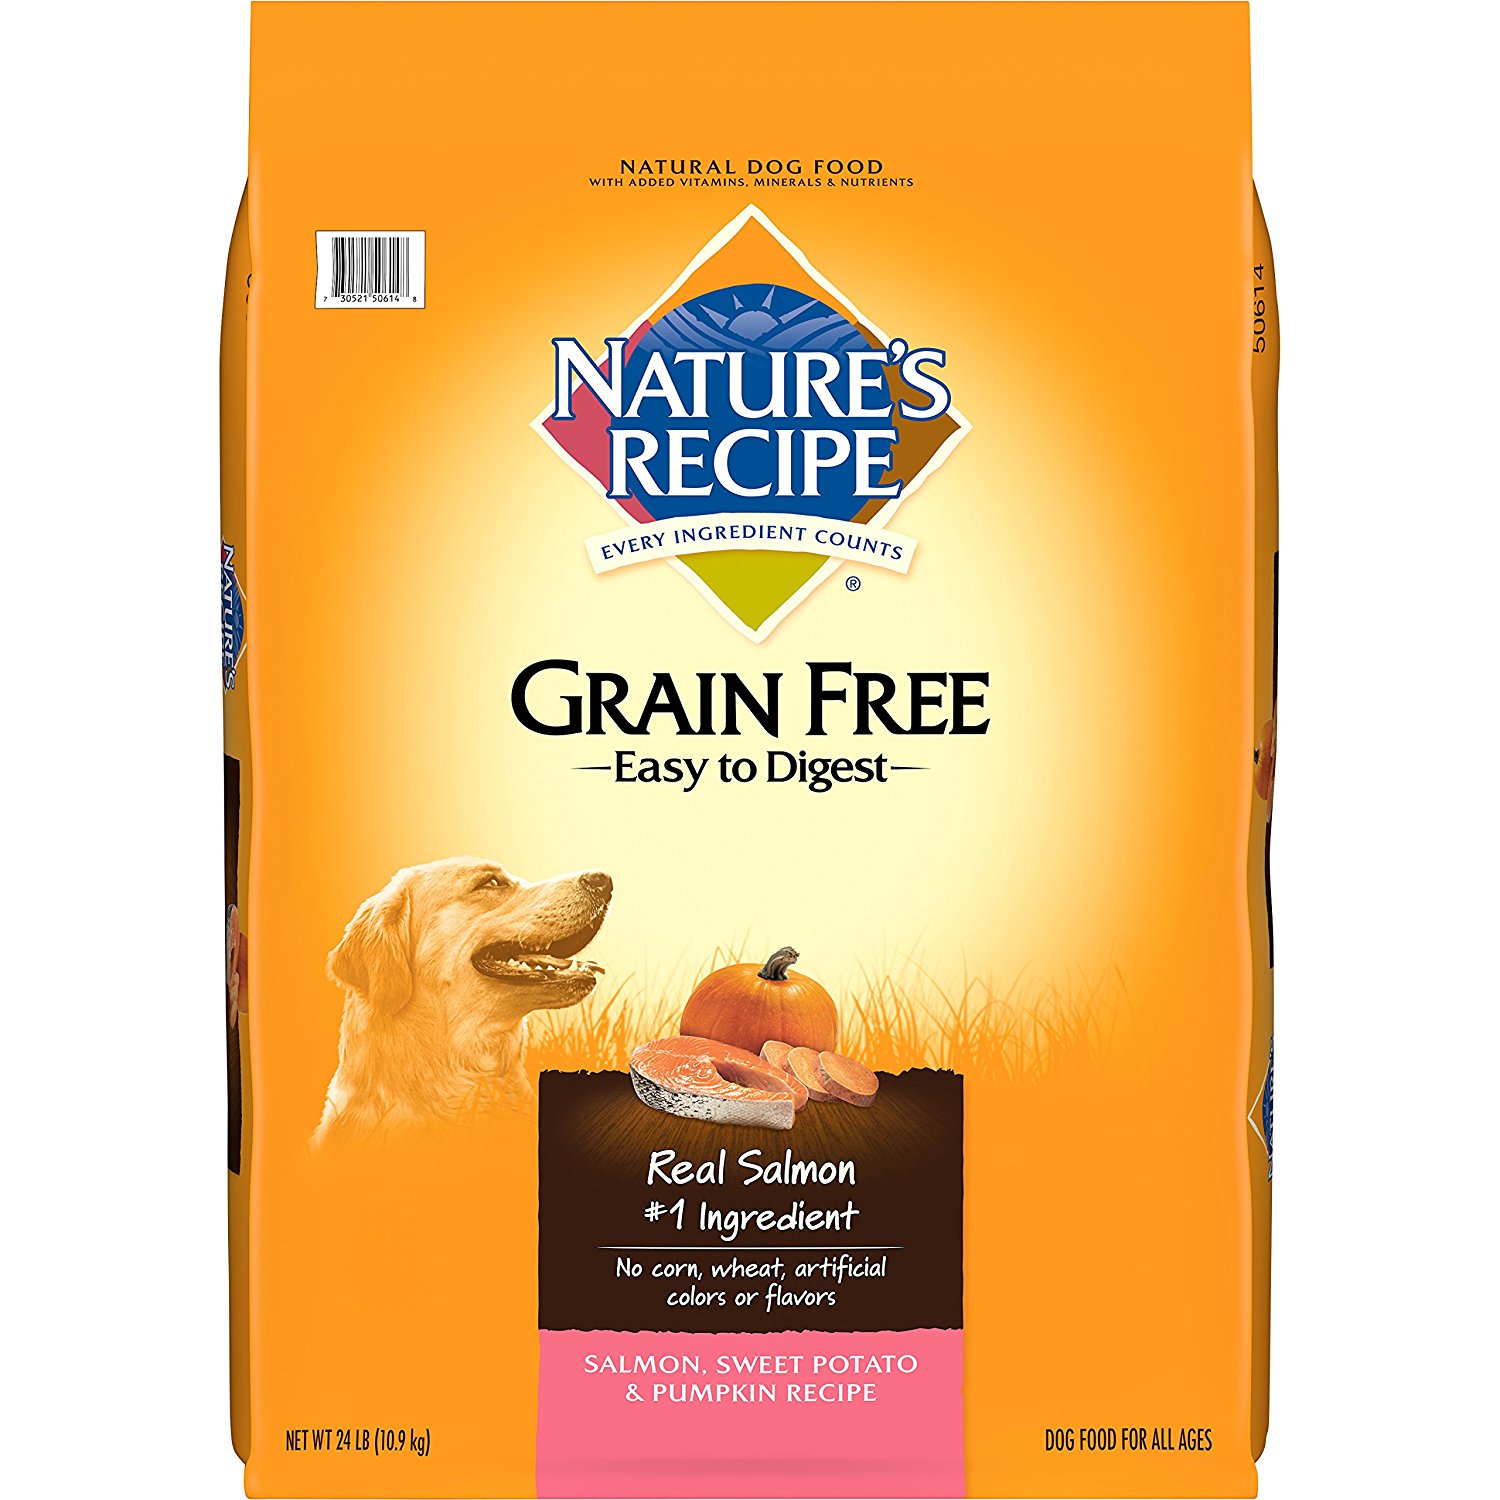 NATURAL DOG FOOD
WITH ADDED VITAMINS, MINERALS & NUTRIENTS
7 30521 50614 8
50614
NATURE'S
RECIPE
EVERY INGREDIENT COUNTS
®
GRAIN FREE
Easy to Digest
Real Salmon
#1 Ingredient
No corn, wheat, artificial
colors or flavors
SALMON, SWEET POTATO
& PUMPKIN RECIPE
NET WT 24 LB (10.9 kg)
DOG FOOD FOR ALL AGES
NATURE'S